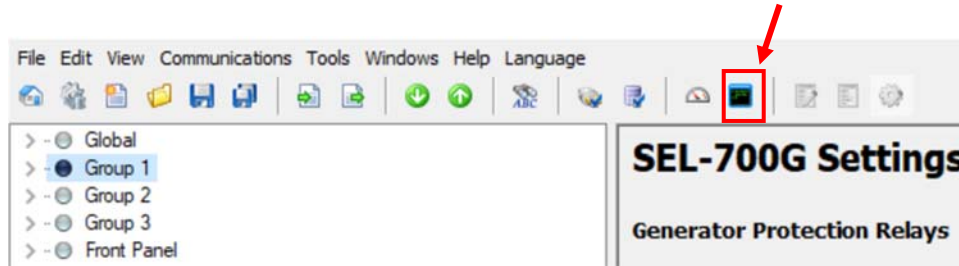 File Edit View Communications Tools Windows Help Language
ABC
Global
Group 1
Group 2
Group 3
Front Panel
SEL-700G Settings
Generator Protection Relays